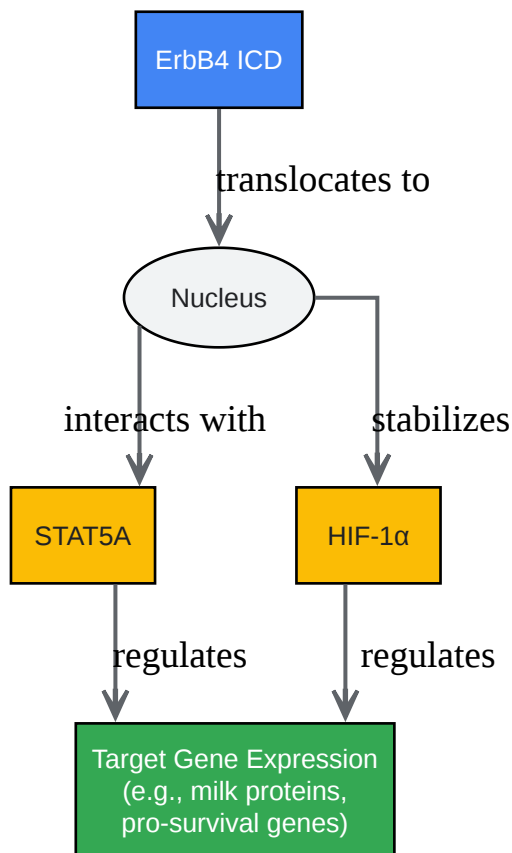 ErbB4 ICD
translocates to
Nucleus
interacts with
stabilizes
STAT5A
HIF-1α
regulates
regulates
Target Gene Expression
(e.g., milk proteins,
pro-survival genes)